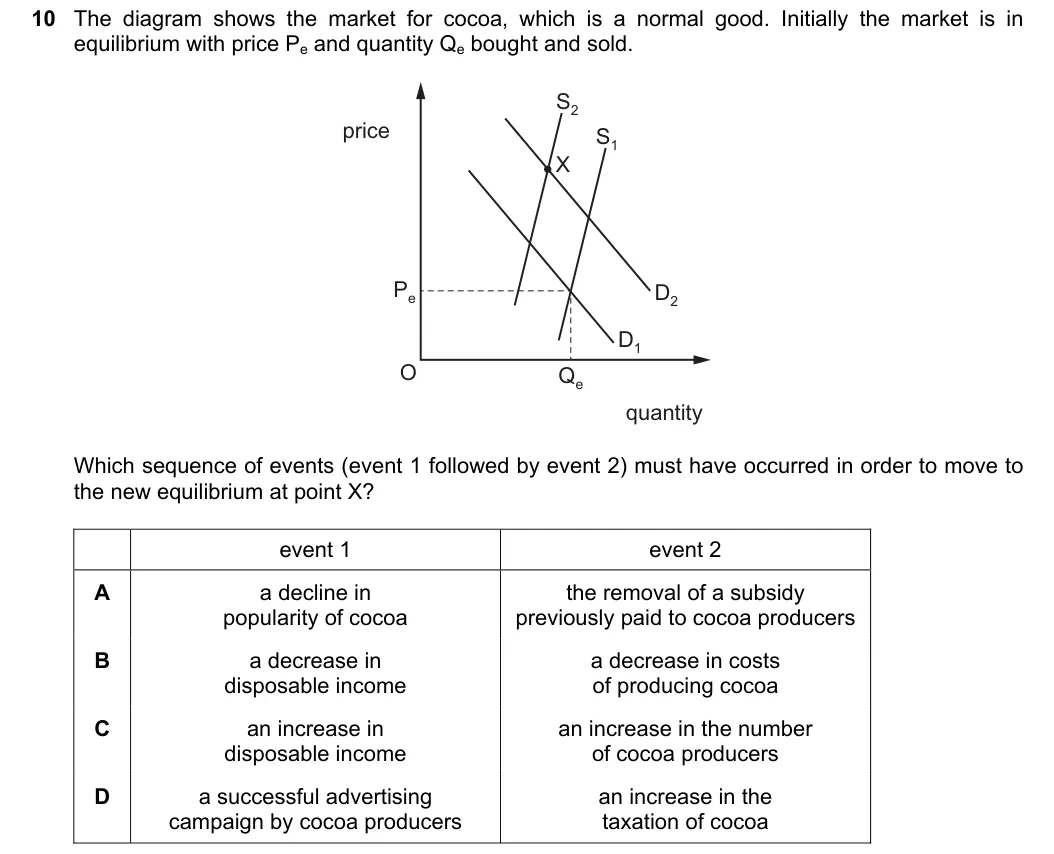 10 The diagram shows the market for cocoa, which is a normal good. Initially the market is in
equilibrium with price Pe and quantity Qe bought and sold.
S2
price
S1
X
Pe
D2
D1
O
Qe
quantity
Which sequence of events (event 1 followed by event 2) must have occurred in order to move to
the new equilibrium at point X?
event 1 event 2
A a decline in the removal of a subsidy
popularity of cocoa previously paid to cocoa producers
B a decrease in a decrease in costs
disposable income of producing cocoa
C an increase in an increase in the number
disposable income of cocoa producers
D a successful advertising an increase in the
campaign by cocoa producers taxation of cocoa